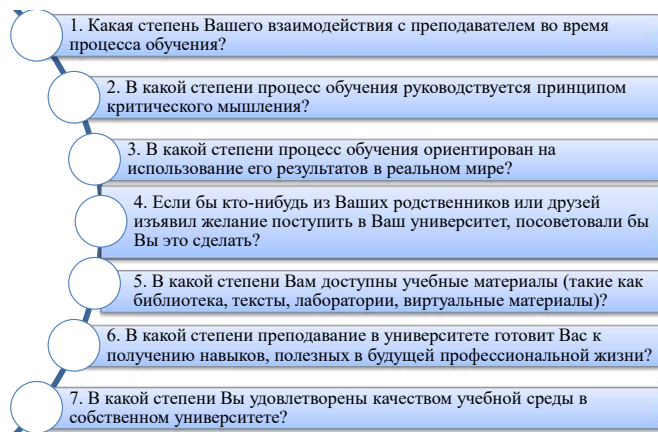 1. Какая степень Вашего взаимодействия с преподавателем во время
процесса обучения?
2. В какой степени процесс обучения руководствуется принципом
критического мышления?
3. В какой степени процесс обучения ориентирован на
использование его результатов в реальном мире?
4. Если бы кто-нибудь из Ваших родственников или друзей
изъявил желание поступить в Ваш университет, посоветовали бы
Вы это сделать?
5. В какой степени Вам доступны учебные материалы (такие как
библиотека, тексты, лаборатории, виртуальные материалы)?
6. В какой степени преподавание в университете готовит Вас к
получению навыков, полезных в будущей профессиональной жизни?
7. В какой степени Вы удовлетворены качеством учебной среды в
собственном университете?